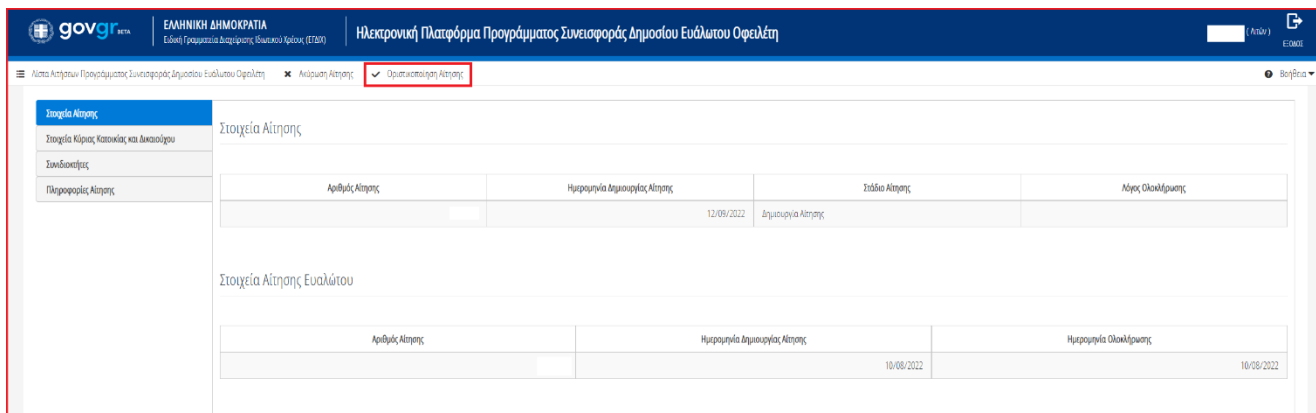 govgr BETA
ΕΛΛΗΝΙΚΗ ΔΗΜΟΚΡΑΤΙΑ
Ειδική Γραμματεία Διαχείρισης Ιδιωτικού Χρέους (ΕΓΔΙΧ)
Ηλεκτρονική Πλατφόρμα Προγράμματος Συνεισφοράς Δημοσίου Ευάλωτου Οφειλέτη
( Αιτών )
ΕΞΟΔΟΣ
Λίστα Αιτήσεων Προγράμματος Συνεισφοράς Δημοσίου Ευάλωτου Οφειλέτη Ακύρωση Αίτησης Οριστικοποίηση Αίτησης Βοήθεια
Στοιχεία Αίτησης
Στοιχεία Κύριας Κατοικίας και Δικαιούχου
Συνιδιοκτήτες
Πληροφορίες Αίτησης
Στοιχεία Αίτησης
Αριθμός Αίτησης Ημερομηνία Δημιουργίας Αίτησης Στάδιο Αίτησης Λόγος Ολοκλήρωσης
12/09/2022 Δημιουργία Αίτησης
Στοιχεία Αίτησης Ευαλώτου
Αριθμός Αίτησης Ημερομηνία Δημιουργίας Αίτησης Ημερομηνία Ολοκλήρωσης
10/08/2022 10/08/2022